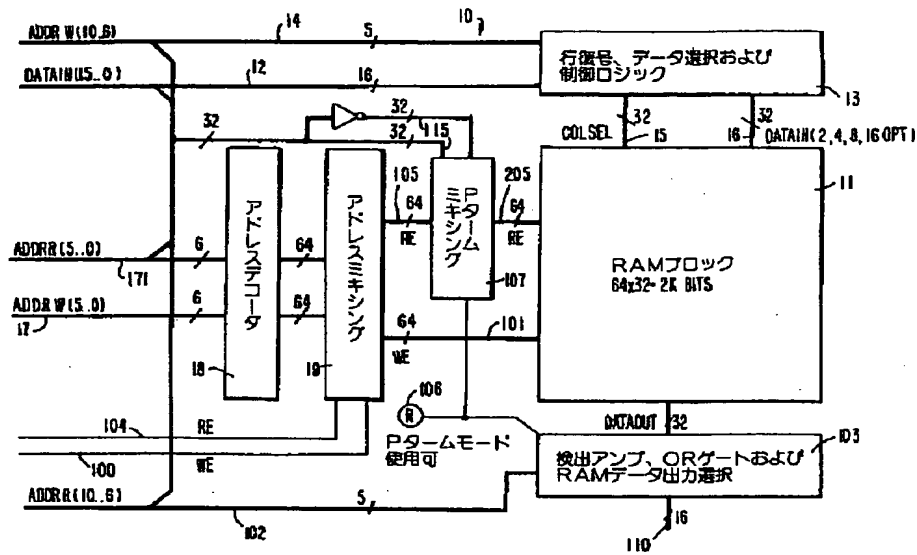 ADDR W(10..6)
14
5
10
DATAIN(15..0)
12
16
行復号、データ選択および
制御ロジック
13
32
32
32
115
32
COLSEL
15
32
16
DATAIN(2,4,8,16 OPT)
11
アドレスデコータ
18
アドレスミキシング
19
105
64
RE
Pターム
ミキシング
107
205
64
RE
RAMブロック
64x32=2K BITS
ADDRR(5..0)
171
6
64
ADDR W(5..0)
17
6
64
64
WE
101
106
R
Pタームモード
使用可
104
RE
100
WE
DATAOUT
32
103
検出アンプ、ORゲートおよび
RAMデータ出力選択
ADDRR(10..6)
102
5
16
110